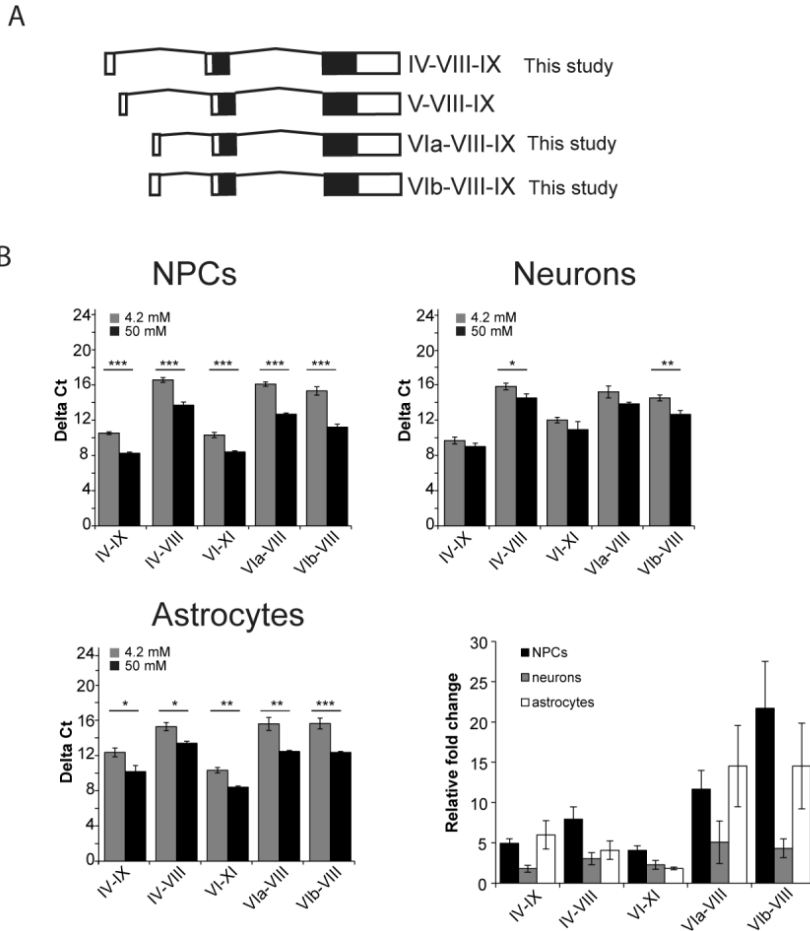 A
IV-VIII-IX This study
V-VIII-IX
VIa-VIII-IX This study
VIb-VIII-IX This study
B
NPCs
Neurons
24
20
16
12
8
4
0
Delta Ct
4.2 mM
50 mM
***
***
***
***
***
IV-IX
IV-VIII
VI-XI
VIa-VIII
VIb-VIII
24
20
16
12
8
4
0
Delta Ct
4.2 mM
50 mM
*
**
IV-IX
IV-VIII
VI-XI
VIa-VIII
VIb-VIII
Astrocytes
24
20
16
12
8
4
0
Delta Ct
4.2 mM
50 mM
*
*
**
**
***
IV-IX
IV-VIII
VI-XI
VIa-VIII
VIb-VIII
30
25
20
15
10
5
0
Relative fold change
NPCs
neurons
astrocytes
IV-IX
IV-VIII
VI-XI
VIa-VIII
VIb-VIII